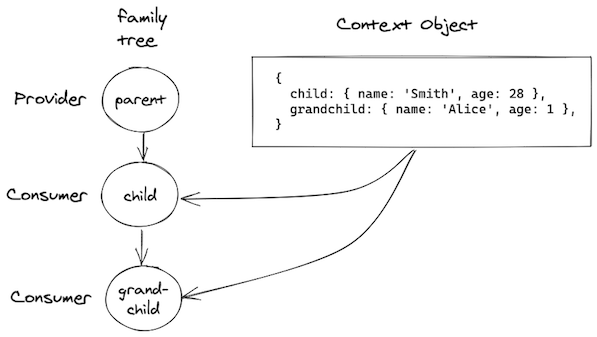 family
tree
Context Object
Provider
parent
{
child: { name: 'Smith', age: 28 },
grandchild: { name: 'Alice', age: 1 },
}
Consumer
child
Consumer
grand-
child